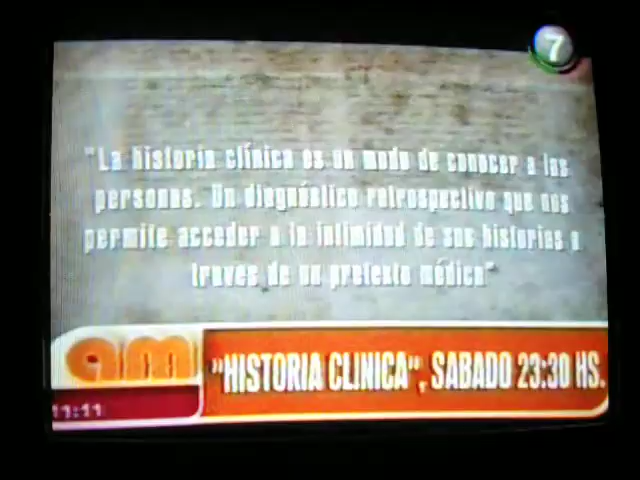 7
"La historia clínica es un modo de conocer a las
personas. Un diagnóstico retrospectivo que nos
permite acceder a la intimidad de sus historias a
través de un pretexto médico"
am
"HISTORIA CLINICA", SABADO 23:30 HS.
11:11